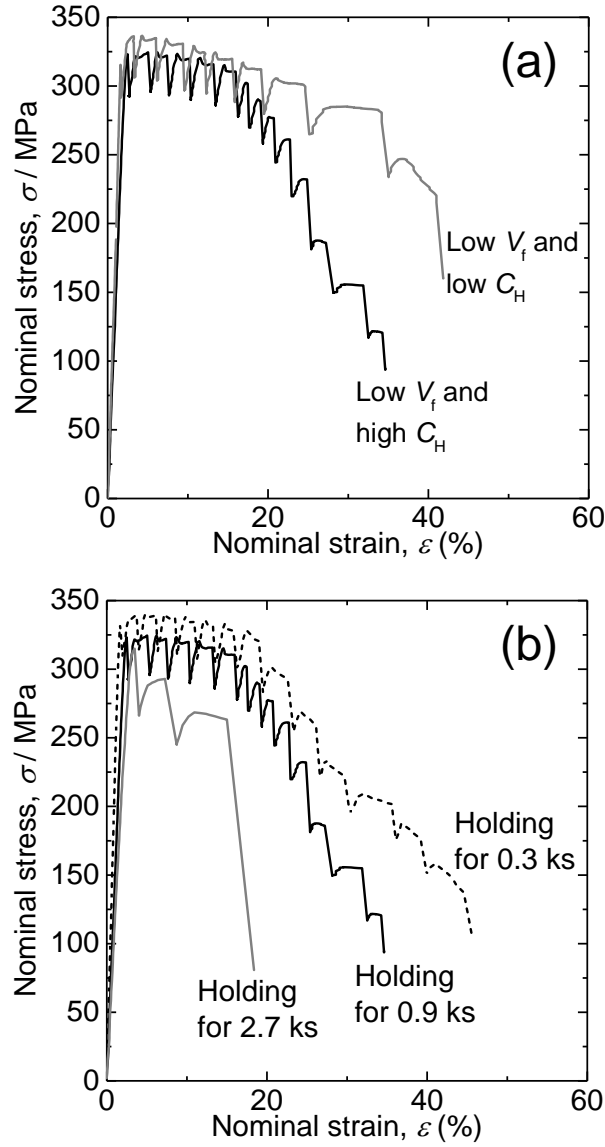 350
300
250
200
150
100
50
0
Nominal stress, σ / MPa
(a)
Low Vf and
low CH
Low Vf and
high CH
0
20
40
60
Nominal strain, ε (%)
350
300
250
200
150
100
50
0
Nominal stress, σ / MPa
(b)
Holding
for 0.3 ks
Holding
for 0.9 ks
Holding
for 2.7 ks
0
20
40
60
Nominal strain, ε (%)